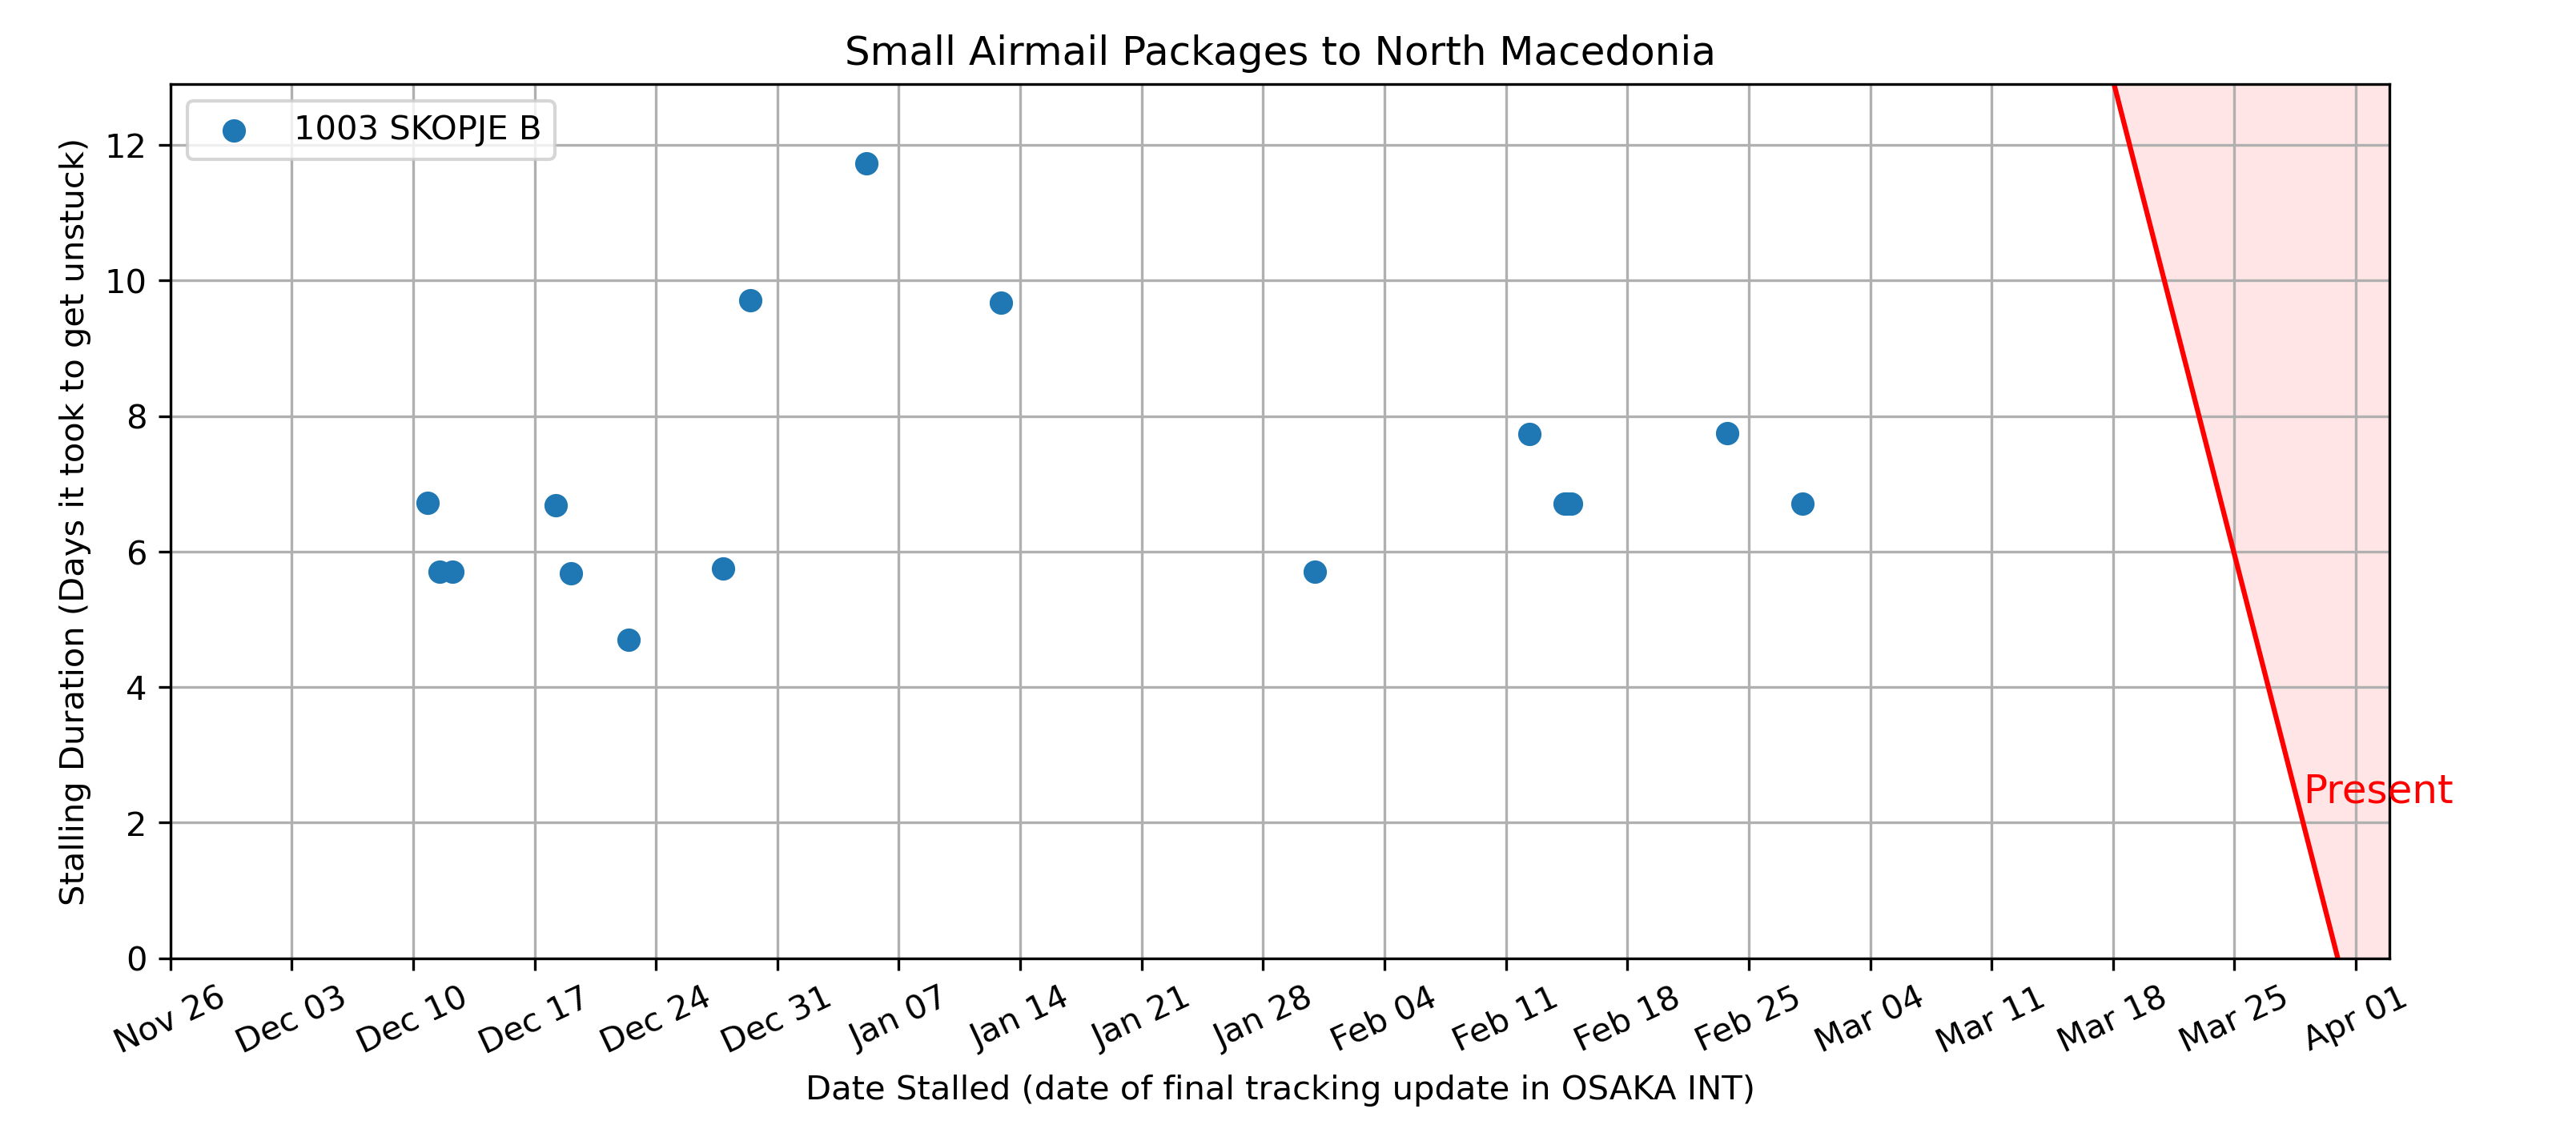 Small Airmail Packages to North Macedonia
1003 SKOPJE B
Stalling Duration (Days it took to get unstuck)
12
10
8
6
4
2
0
Present
Nov 26 Dec 03 Dec 10 Dec 17 Dec 24 Dec 31 Jan 07 Jan 14 Jan 21 Jan 28 Feb 04 Feb 11 Feb 18 Feb 25 Mar 04 Mar 11 Mar 18 Mar 25 Apr 01
Date Stalled (date of final tracking update in OSAKA INT)